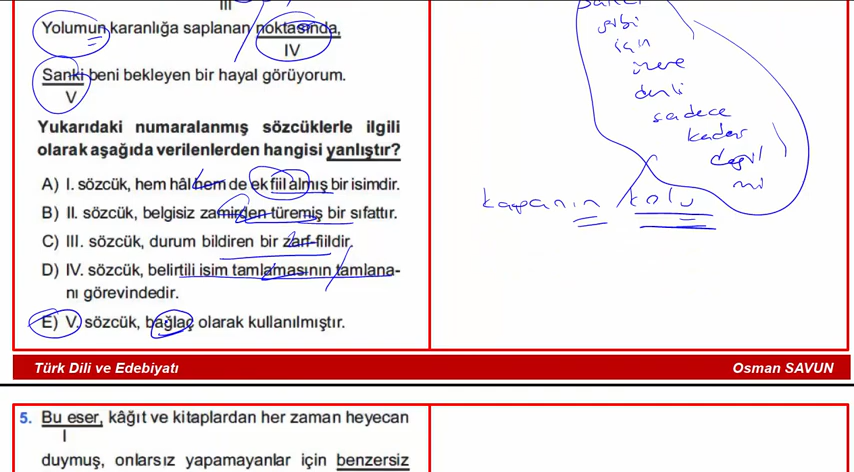 III
Yolumun karanlığa saplanan noktasında,
IV
Sanki beni bekleyen bir hayal görüyorum.
V
Yukarıdaki numaralanmış sözcüklerle ilgili
olarak aşağıda verilenlerden hangisi yanlıştır?
A) I. sözcük, hem hâl hem de ek fiil almış bir isimdir.
B) II. sözcük, belgisiz zamirden türemiş bir sıfattır.
C) III. sözcük, durum bildiren bir zarf-fiildir.
D) IV. sözcük, belirtili isim tamlamasının tamlana-
nı görevindedir.
E) V. sözcük, bağlaç olarak kullanılmıştır.
gibi
için
üzere
denli
sadece
kadar
değil
mi
kapanın kolu
Türk Dili ve Edebiyatı
Osman SAVUN
5. Bu eser, kâğıt ve kitaplardan her zaman heyecan
I
duymuş, onlarsız yapamayanlar için benzersiz